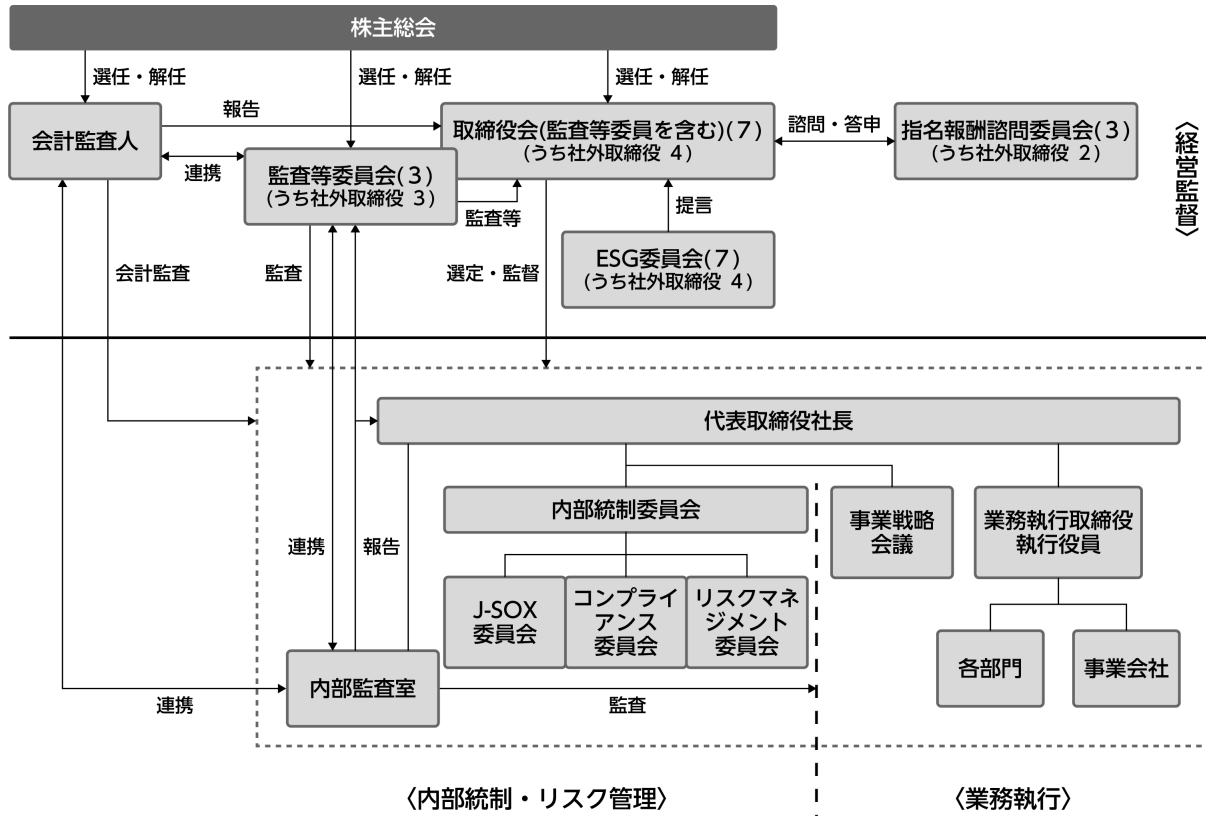 株主総会
選任・解任
選任・解任
選任・解任
会計監査人
報告
連携
取締役会(監査等委員を含む)(7)
(うち社外取締役 4)
諮問・答申
指名報酬諮問委員会(3)
(うち社外取締役 2)
〈経営監督〉
監査等委員会(3)
(うち社外取締役 3)
監査等
提言
ESG委員会(7)
(うち社外取締役 4)
会計監査
監査
選定・監督
代表取締役社長
内部統制委員会
事業戦略
会議
業務執行取締役
執行役員
連携
報告
J-SOX
委員会
コンプライ
アンス
委員会
リスクマネ
ジメント
委員会
各部門
事業会社
内部監査室
連携
監査
〈内部統制・リスク管理〉
〈業務執行〉